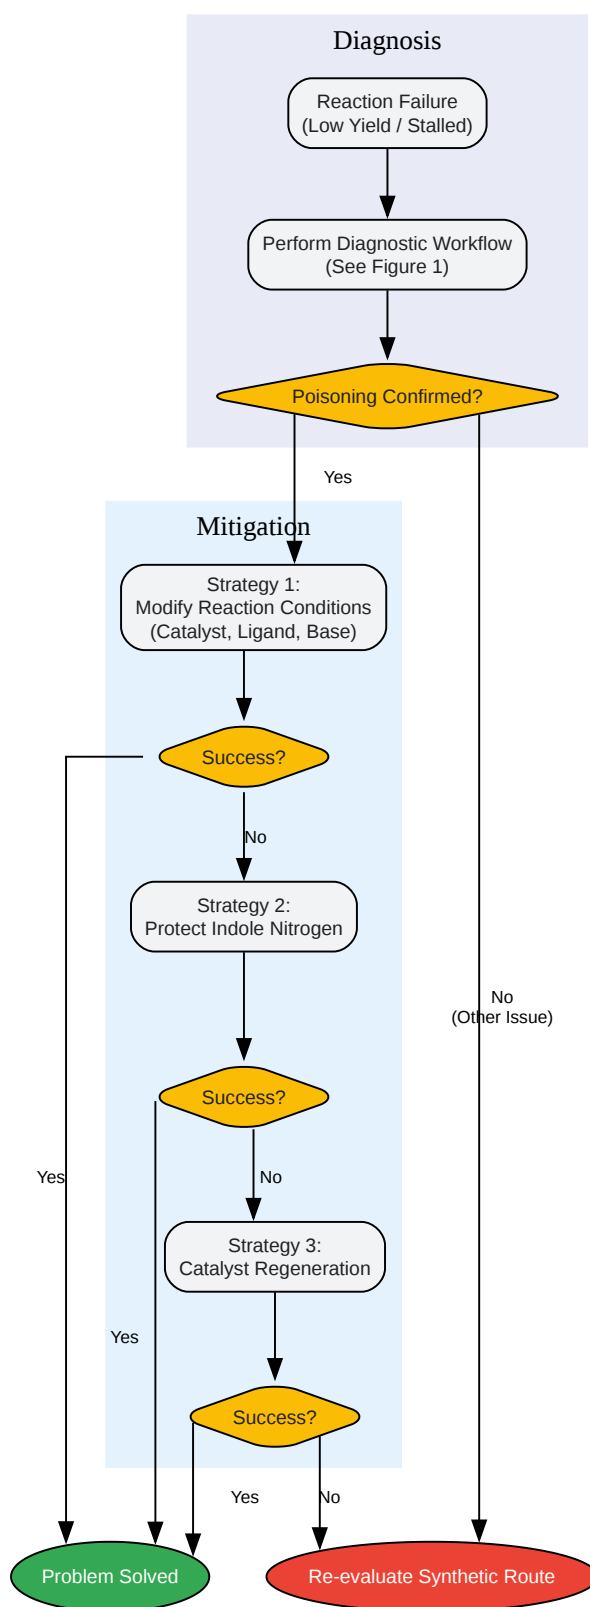 Diagnosis
Reaction Failure
(Low Yield / Stalled)
Perform Diagnostic Workflow
(See Figure 1)
Poisoning Confirmed?
Yes
Mitigation
Strategy 1:
Modify Reaction Conditions
(Catalyst, Ligand, Base)
Success?
No
Strategy 2:
Protect Indole Nitrogen
No
(Other Issue)
Success?
Yes
No
Strategy 3:
Catalyst Regeneration
Yes
Success?
Yes
No
Problem Solved
Re-evaluate Synthetic Route